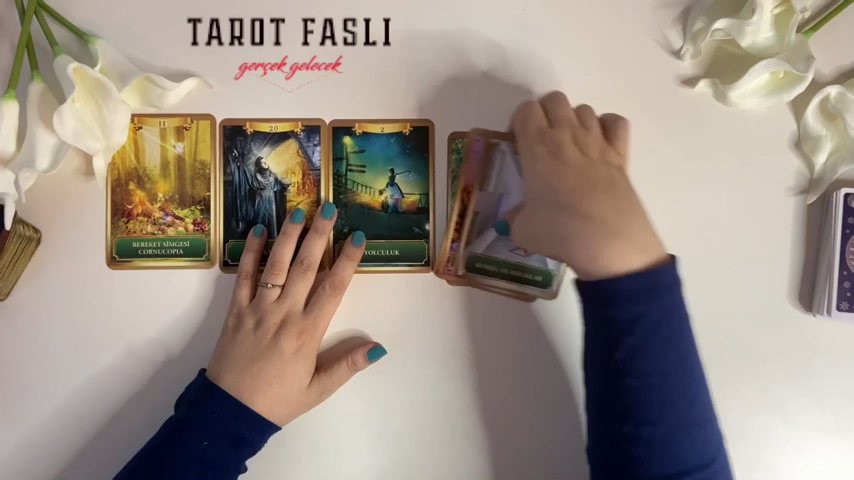 TAROT FASLI
gerçek gelecek
11
BEREKET SİMGESİ
CORNUCOPIA
20
2
YOLCULUK